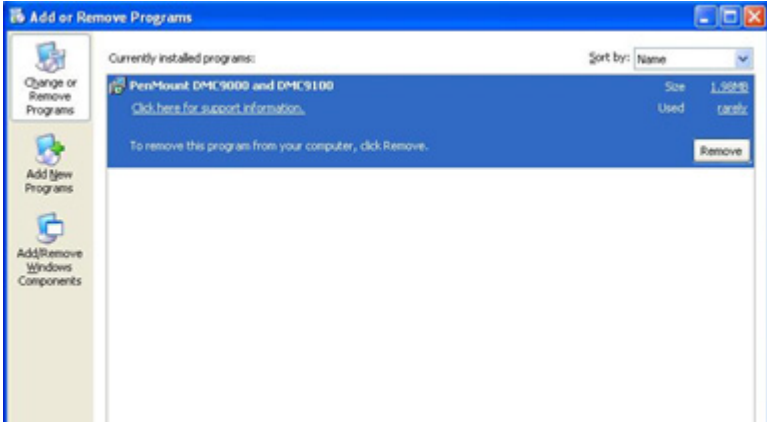 Add or Remove Programs
Change or
Remove
Programs
Add New
Programs
Add/Remove
Windows
Components
Currently installed programs:
Sort by: Name
PenMount DMC9000 and DMC9100
Size 1.98MB
Click here for support information.
Used rarely
To remove this program from your computer, click Remove.
Remove